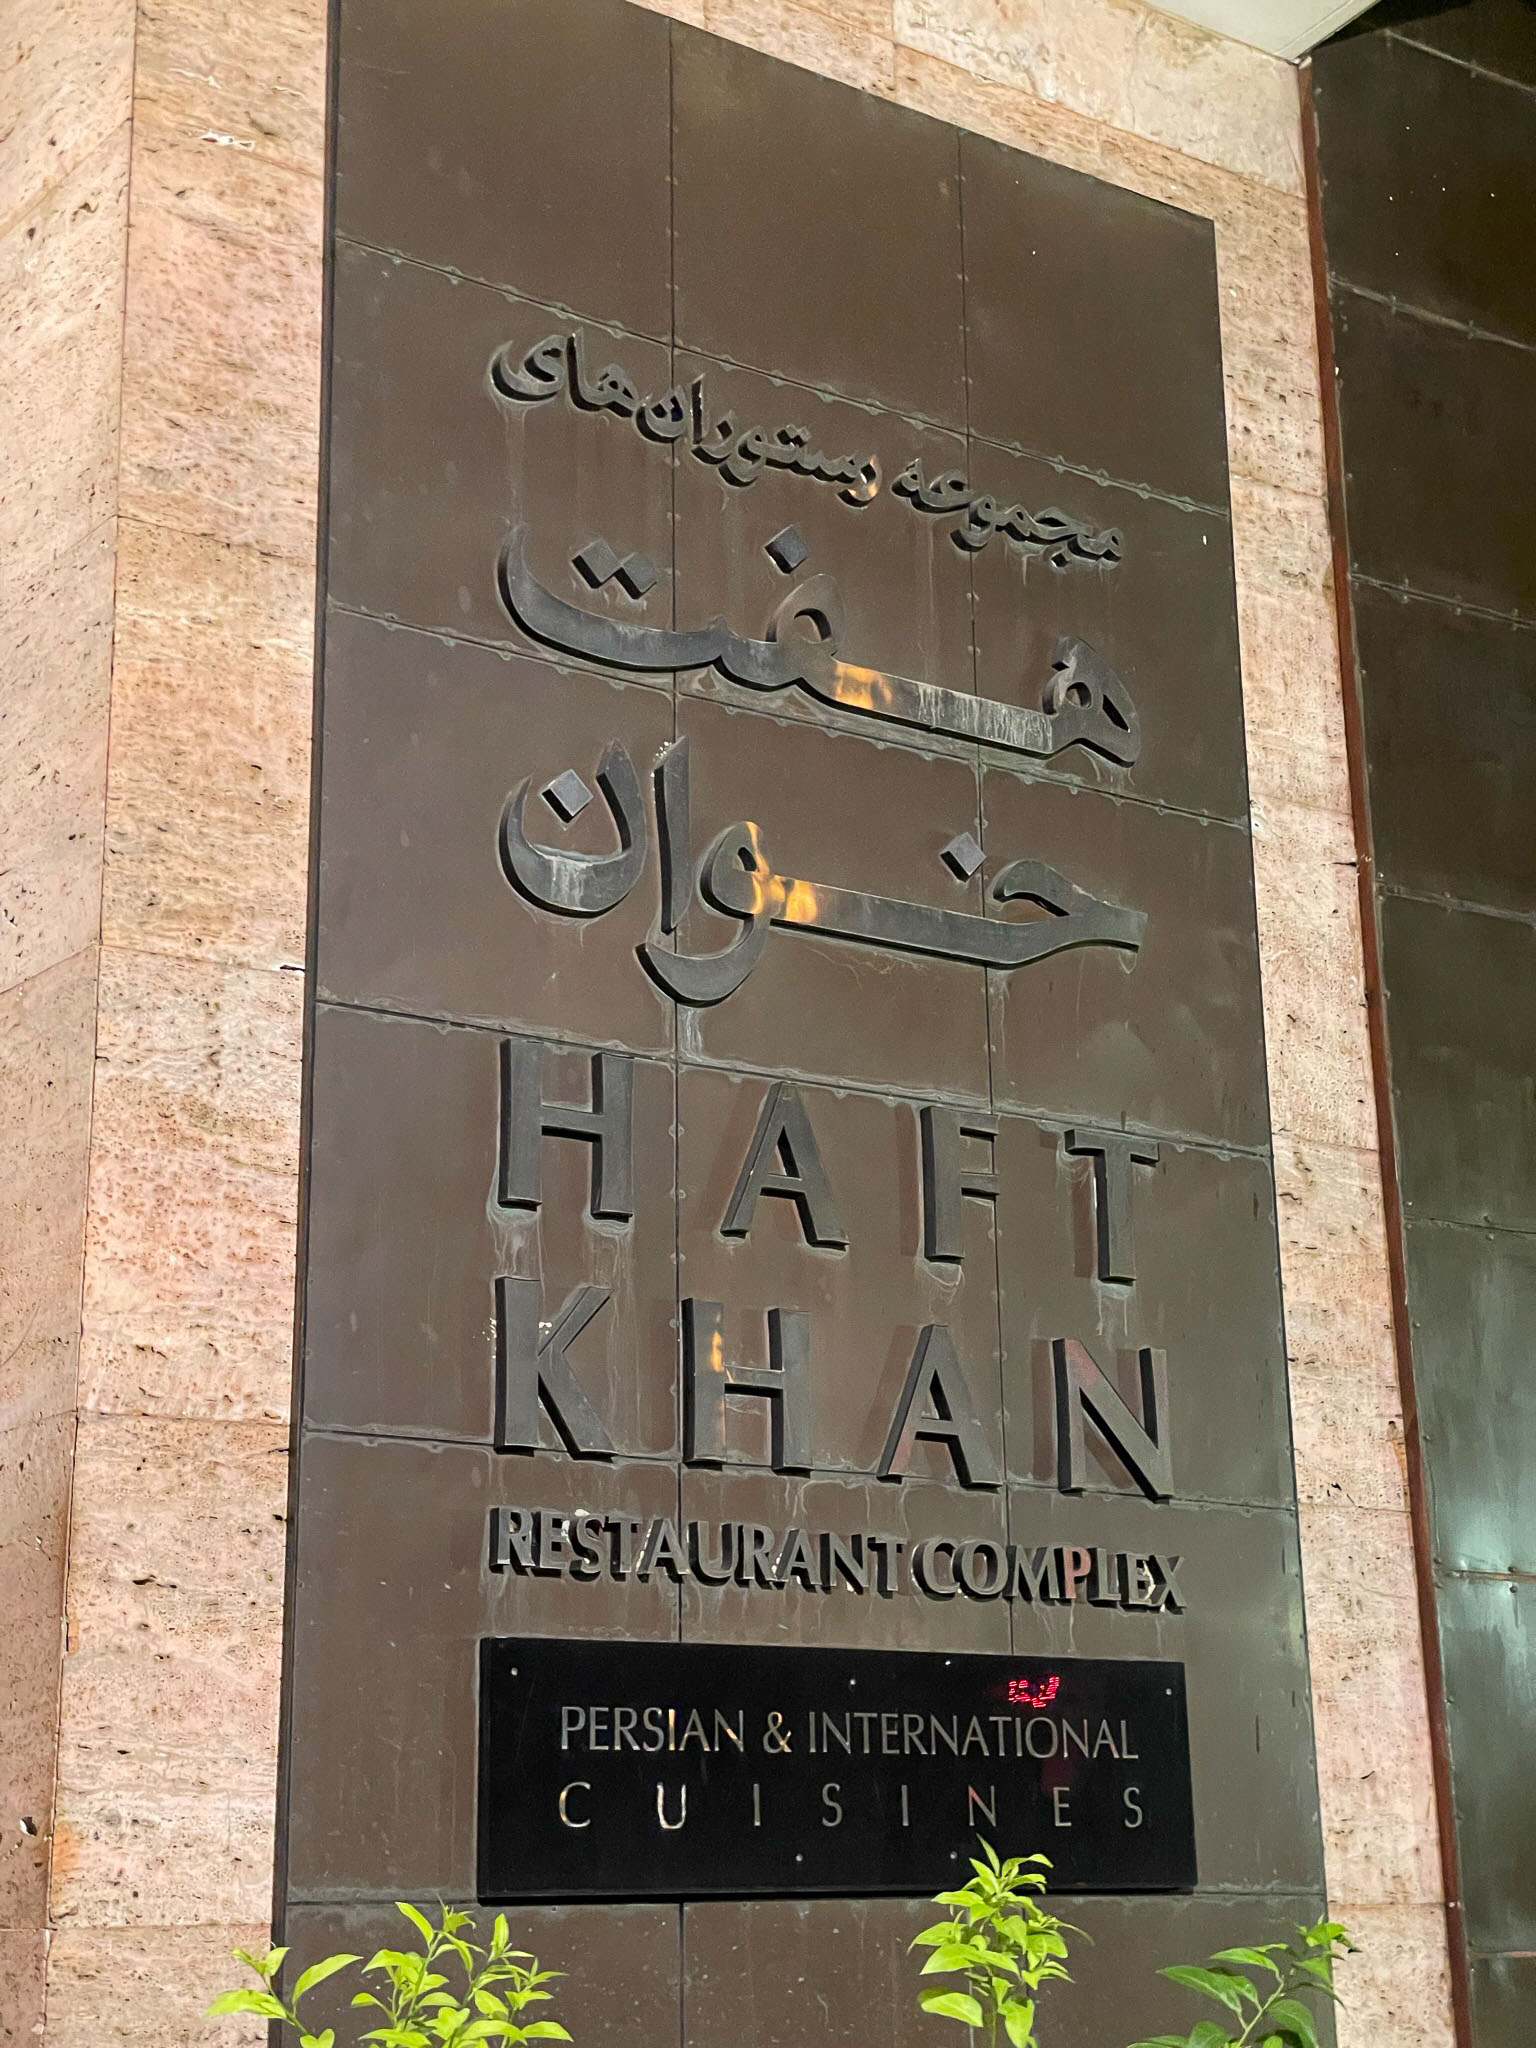 مجموعه رستوران‌های
هفت
خوان
HAFT
KHAN
RESTAURANT COMPLEX
PERSIAN & INTERNATIONAL
CUISINES